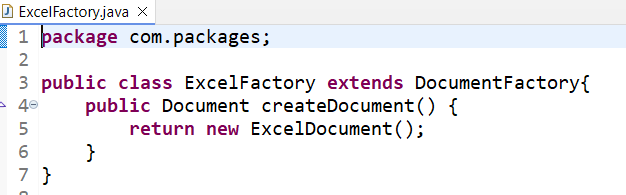 ExcelFactory.java
1 package com.packages;
2
3 public class ExcelFactory extends DocumentFactory{
4 public Document createDocument() {
5 return new ExcelDocument();
6 }
7 }